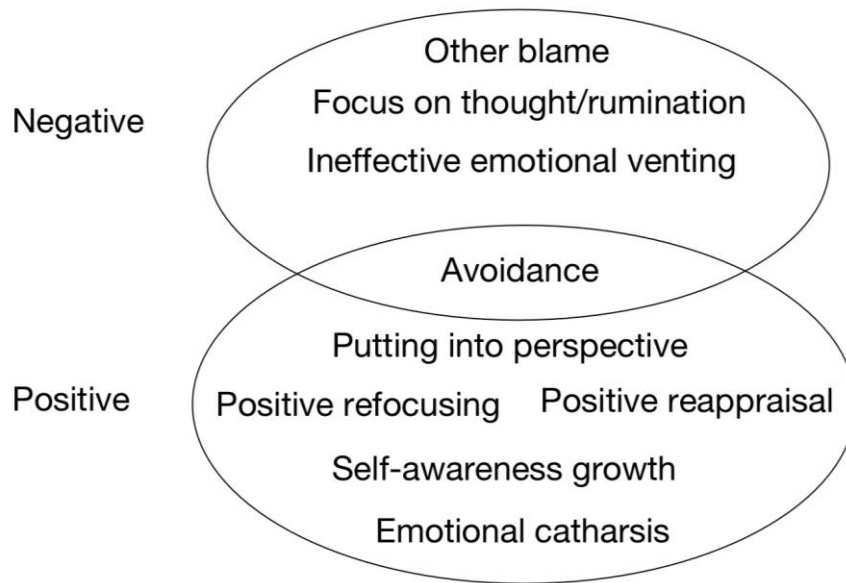 Other blame
Negative
Focus on thought/rumination
Ineffective emotional venting
Avoidance
Putting into perspective
Positive
Positive refocusing
Positive reappraisal
Self-awareness growth
Emotional catharsis